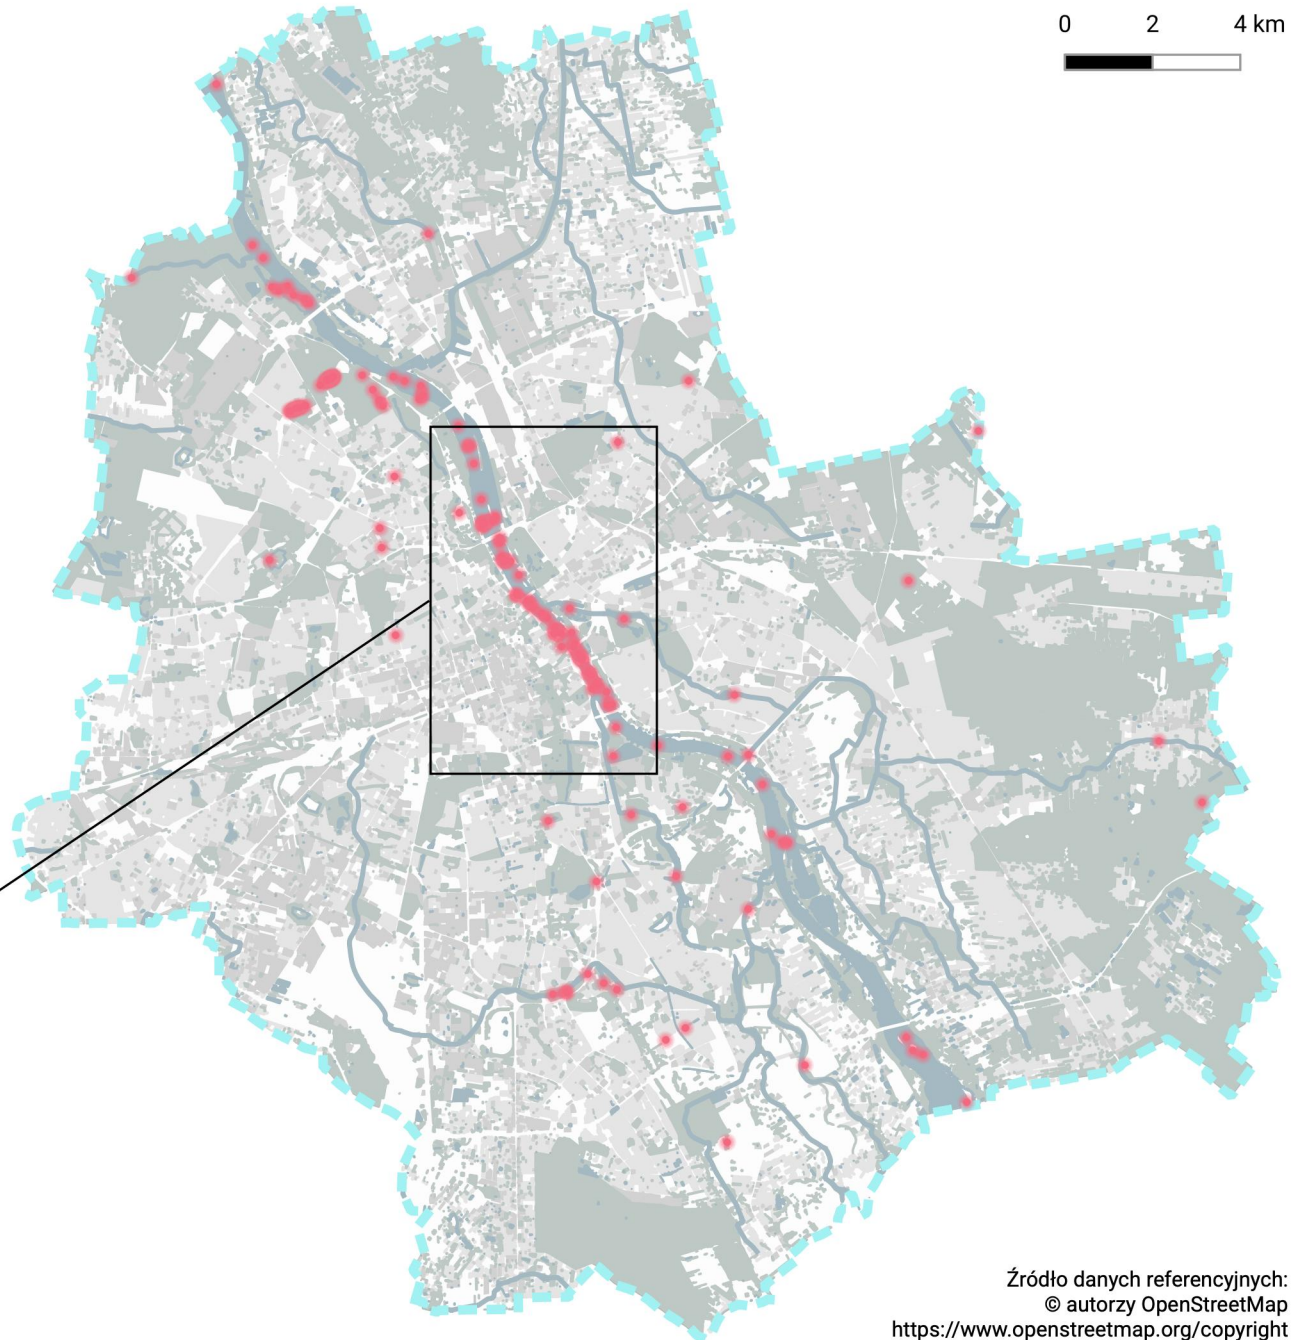 0 2 4 km
Źródło danych referencyjnych:
© autorzy OpenStreetMap
https://www.openstreetmap.org/copyright